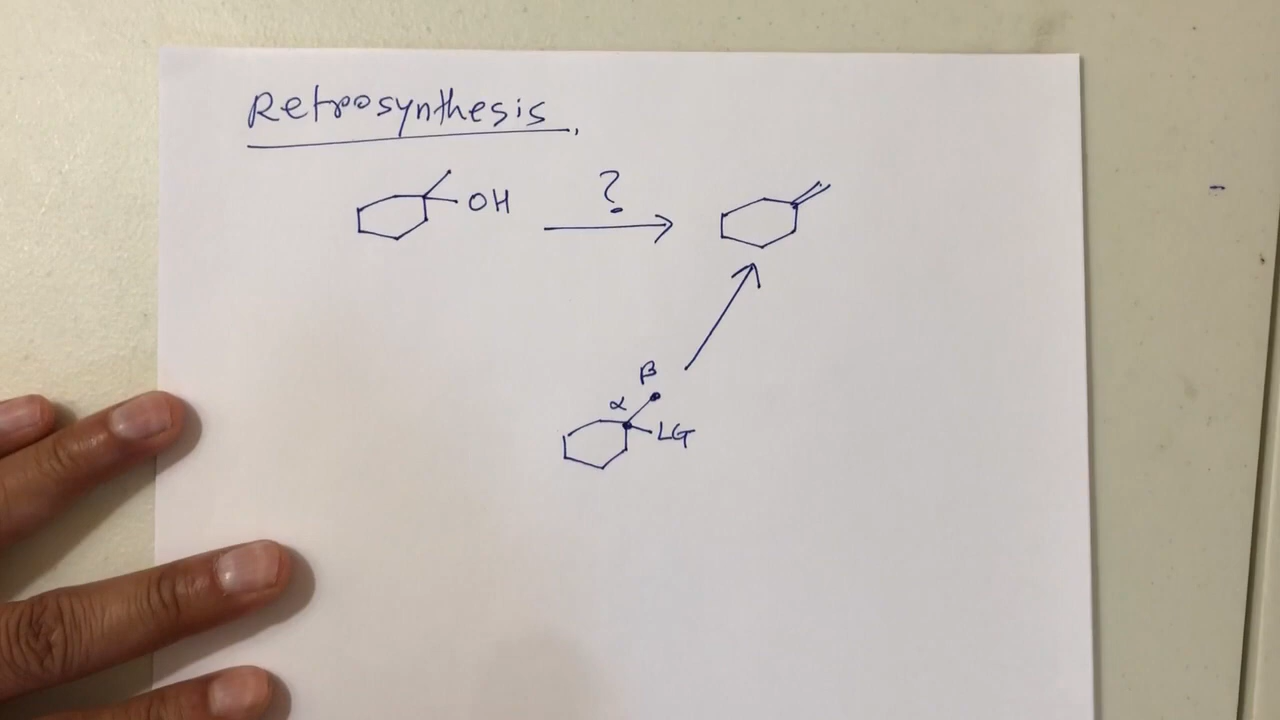 Retrosynthesis.
OH ?
β
α
LG